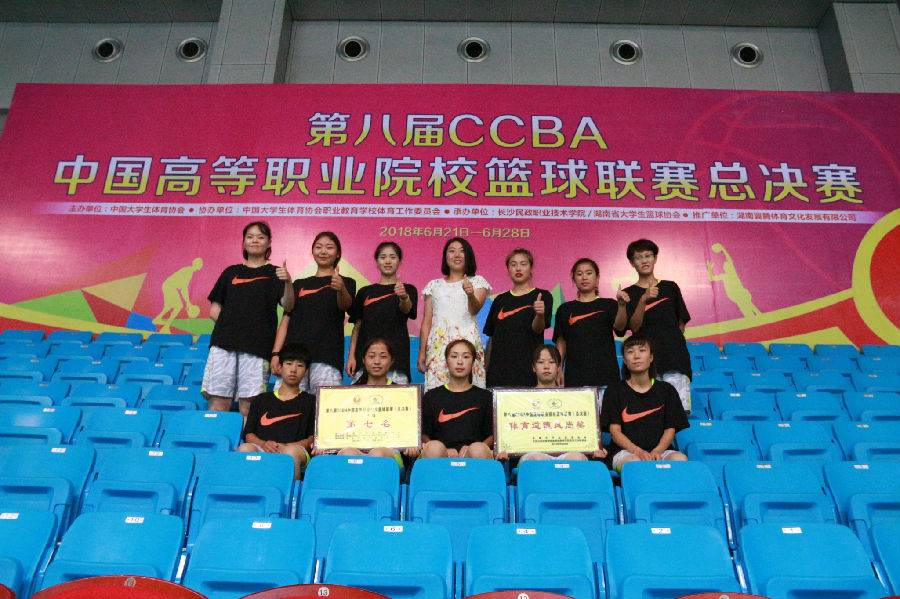 第八届CCBA
中国高等职业院校篮球联赛总决赛
主办单位：中国大学生体育协会 ● 协办单位：中国大学生体育协会职业教育学校体育工作委员会 ● 承办单位：长沙民政职业技术学院/湖南省大学生篮球协会 ● 推广单位：湖南翼腾体育文化发展有限公司
2018年6月21日—6月28日
第七名
体育道德风尚奖